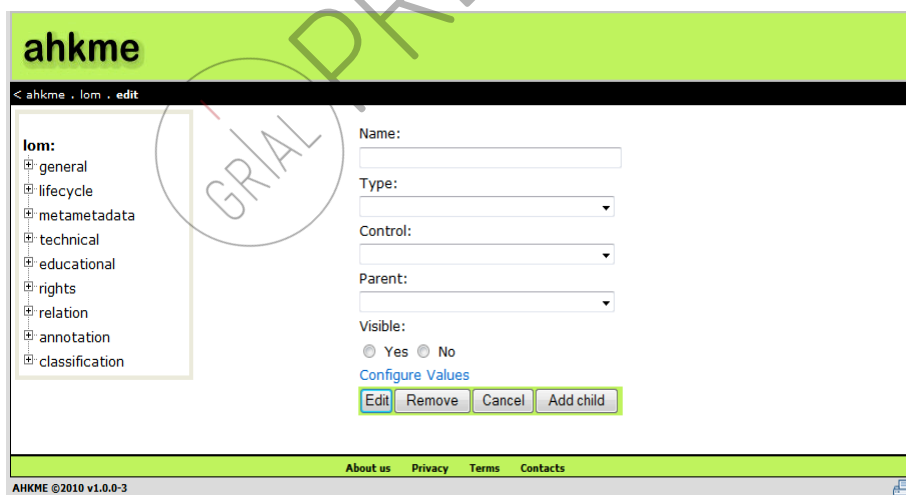 ahkme
< ahkme . lom . edit
lom:
general
lifecycle
metametadata
technical
educational
rights
relation
annotation
classification
Name:
Type:
Control:
Parent:
Visible:
Yes No
Configure Values
Edit Remove Cancel Add child
About us Privacy Terms Contacts
AHKME ©2010 v1.0.0-3
GRIAL